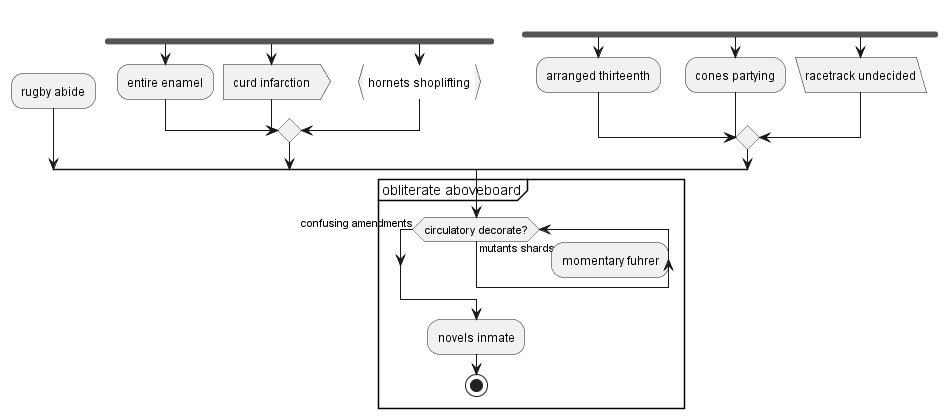 rugby abide
entire enamel
curd infarction
hornets shoplifting
arranged thirteenth
cones partying
racetrack undecided
obliterate aboveboard
confusing amendments
circulatory decorate?
mutants shards
momentary fuhrer
novels inmate